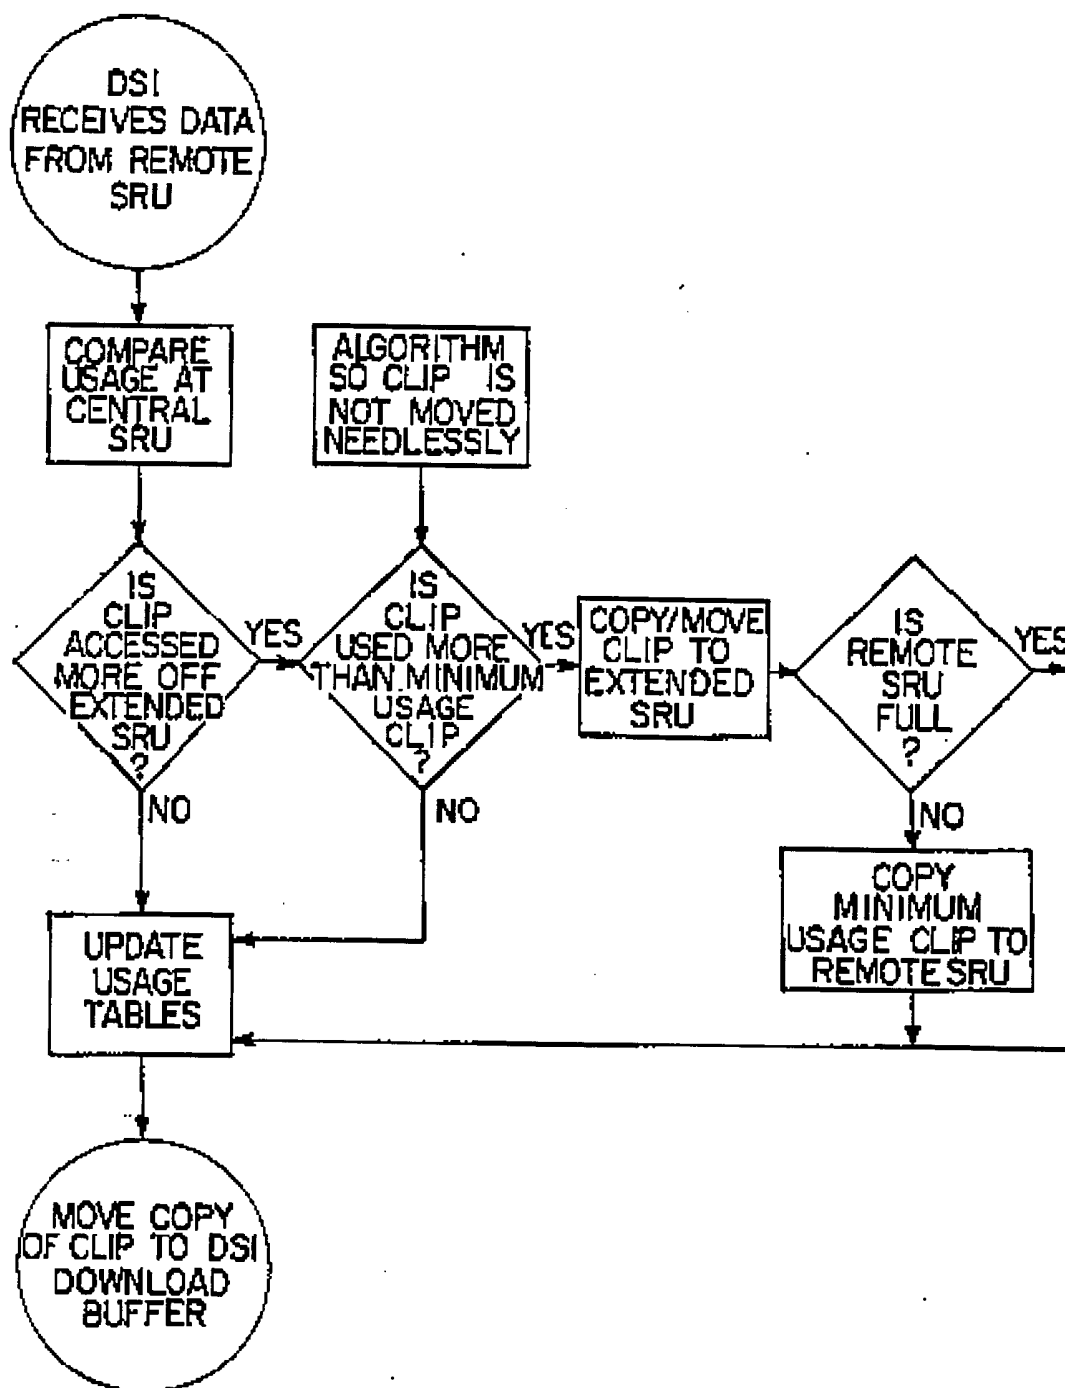 DSI
RECEIVES DATA
FROM REMOTE
SRU
COMPARE
USAGE AT
CENTRAL
SRU
ALGORITHM
SO CLIP IS
NOT MOVED
NEEDLESSLY
IS
CLIP
ACCESSED
MORE OFF
EXTENDED
SRU
?
YES
NO
IS
CLIP
USED MORE
THAN MINIMUM
USAGE
CLIP
?
YES
NO
COPY/MOVE
CLIP TO
EXTENDED
SRU
IS
REMOTE
SRU
FULL
?
YES
NO
COPY
MINIMUM
USAGE CLIP TO
REMOTE SRU
UPDATE
USAGE
TABLES
MOVE COPY
OF CLIP TO DSI
DOWNLOAD
BUFFER